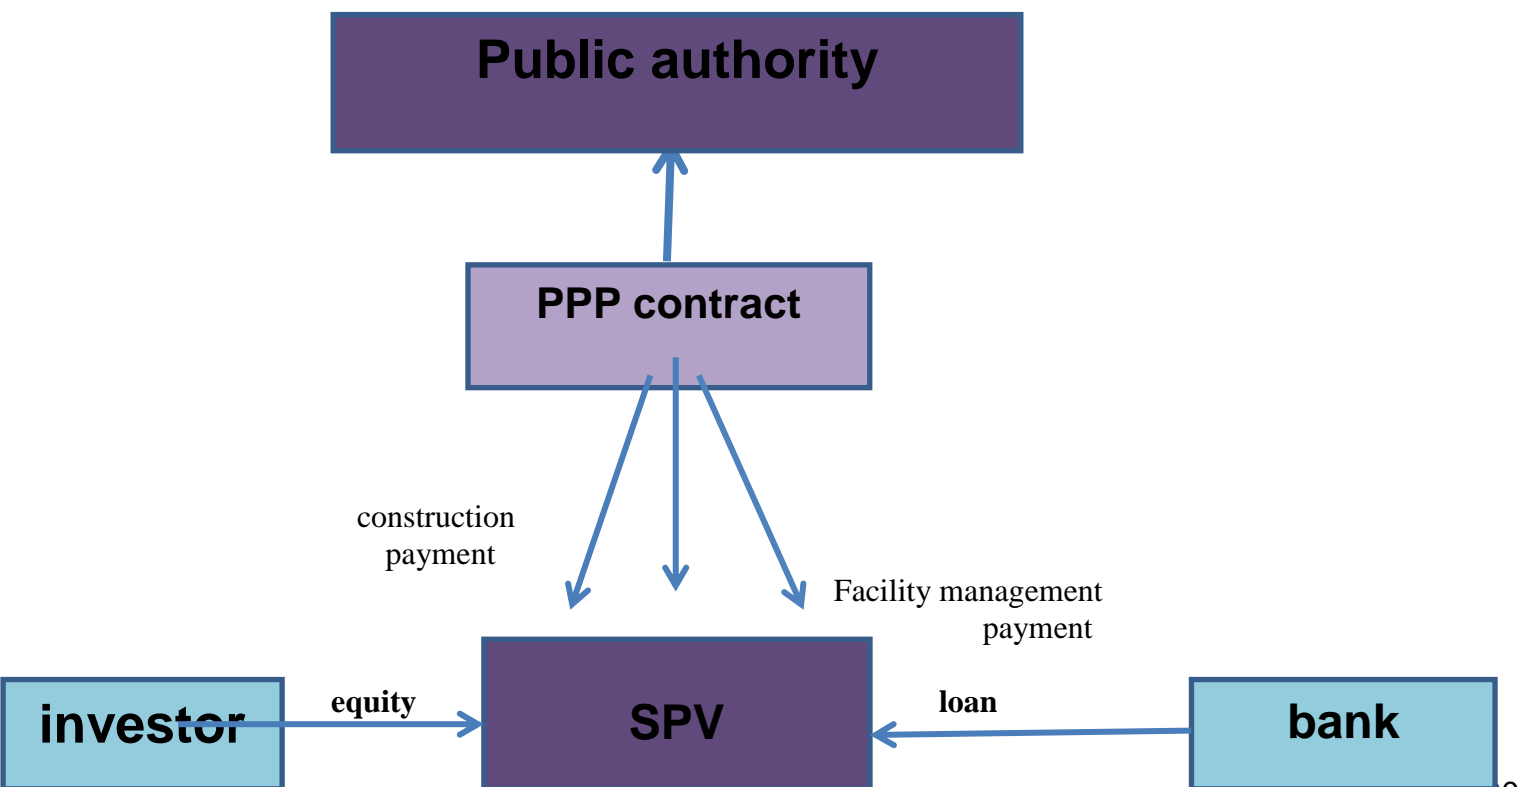 Public authority
PPP contract
construction
payment
Facility management
payment
investor
equity
SPV
loan
bank